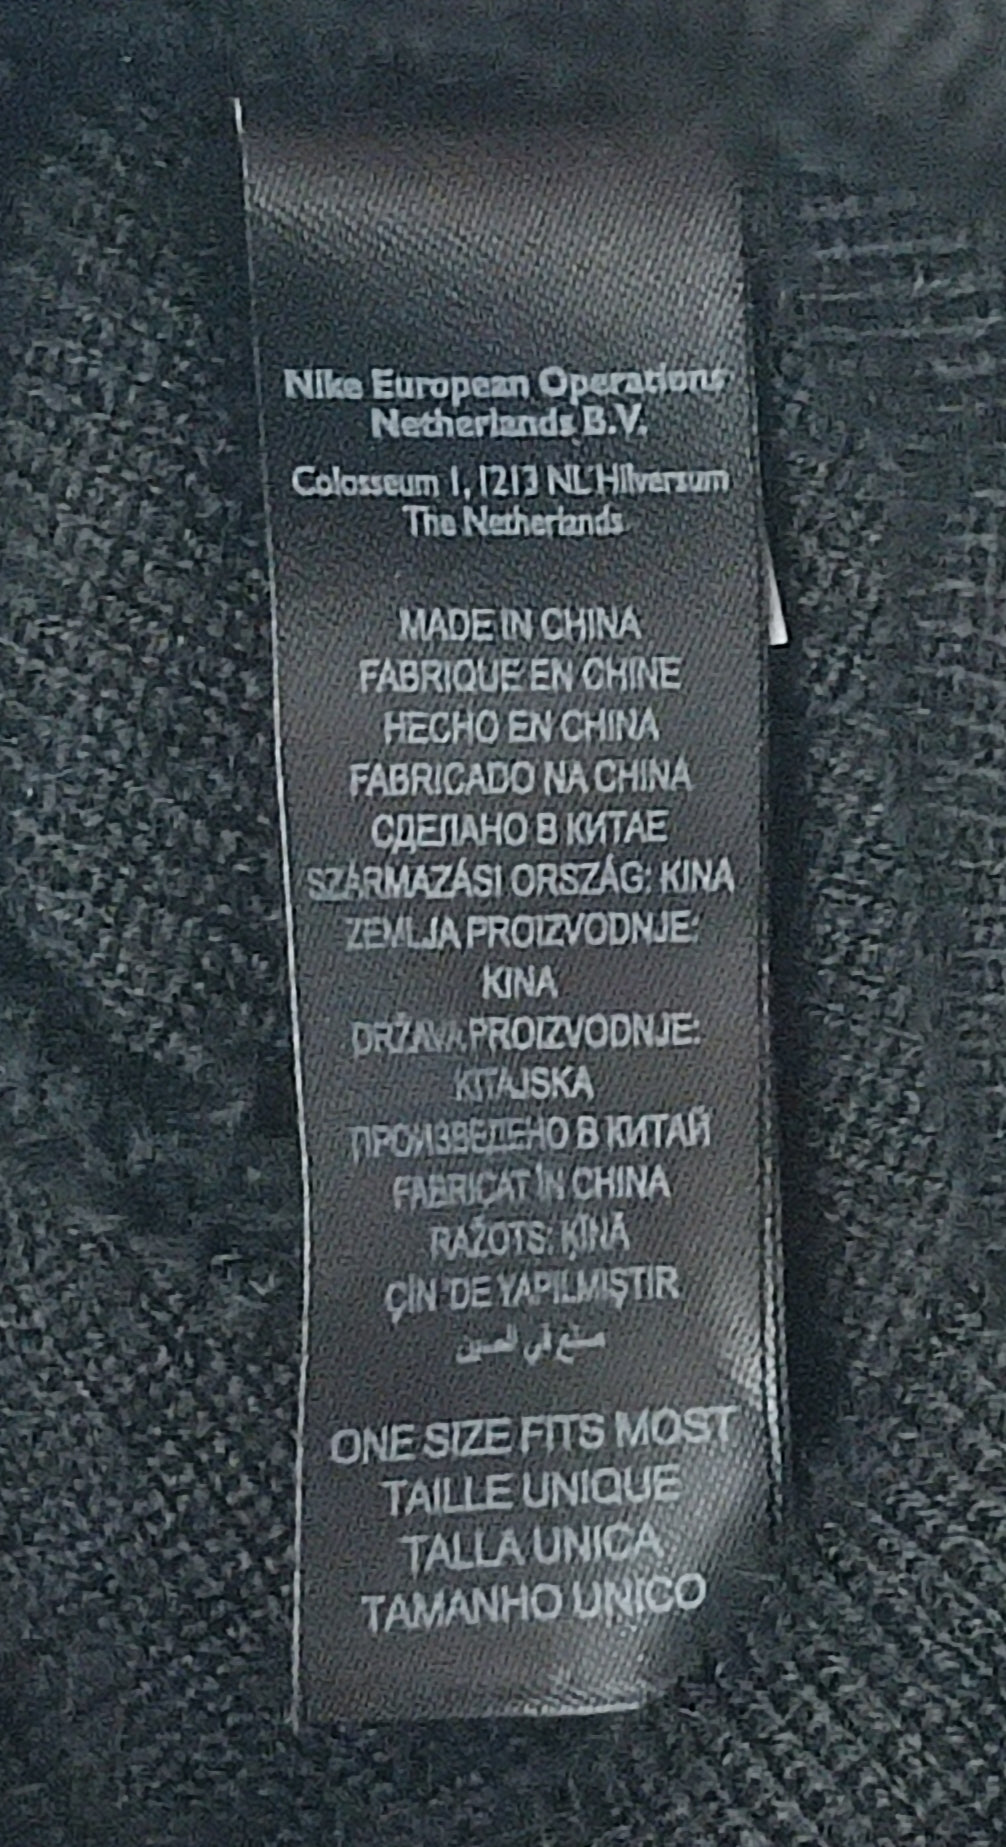 Nike European Operations
Netherlands B.V.
Colosseum 1, 1213 NL Hilversum
The Netherlands
MADE IN CHINA
FABRIQUE EN CHINE
HECHO EN CHINA
FABRICADO NA CHINA
СДЕЛАНО В КИТАЕ
SZÁRMAZÁSI ORSZÁG: KINA
ZEMLJA PROIZVODNJE:
KINA
DRŽAVA PROIZVODNJE:
KITAJSKA
ПРОИЗВЕДЕНО В КИТАЙ
FABRICAT ÎN CHINA
RAŽOTS: ĶĪNĀ
ÇİN'DE YAPILMIŞTIR
صنع في الصين
ONE SIZE FITS MOST
TAILLE UNIQUE
TALLA UNICA
TAMANHO UNICO